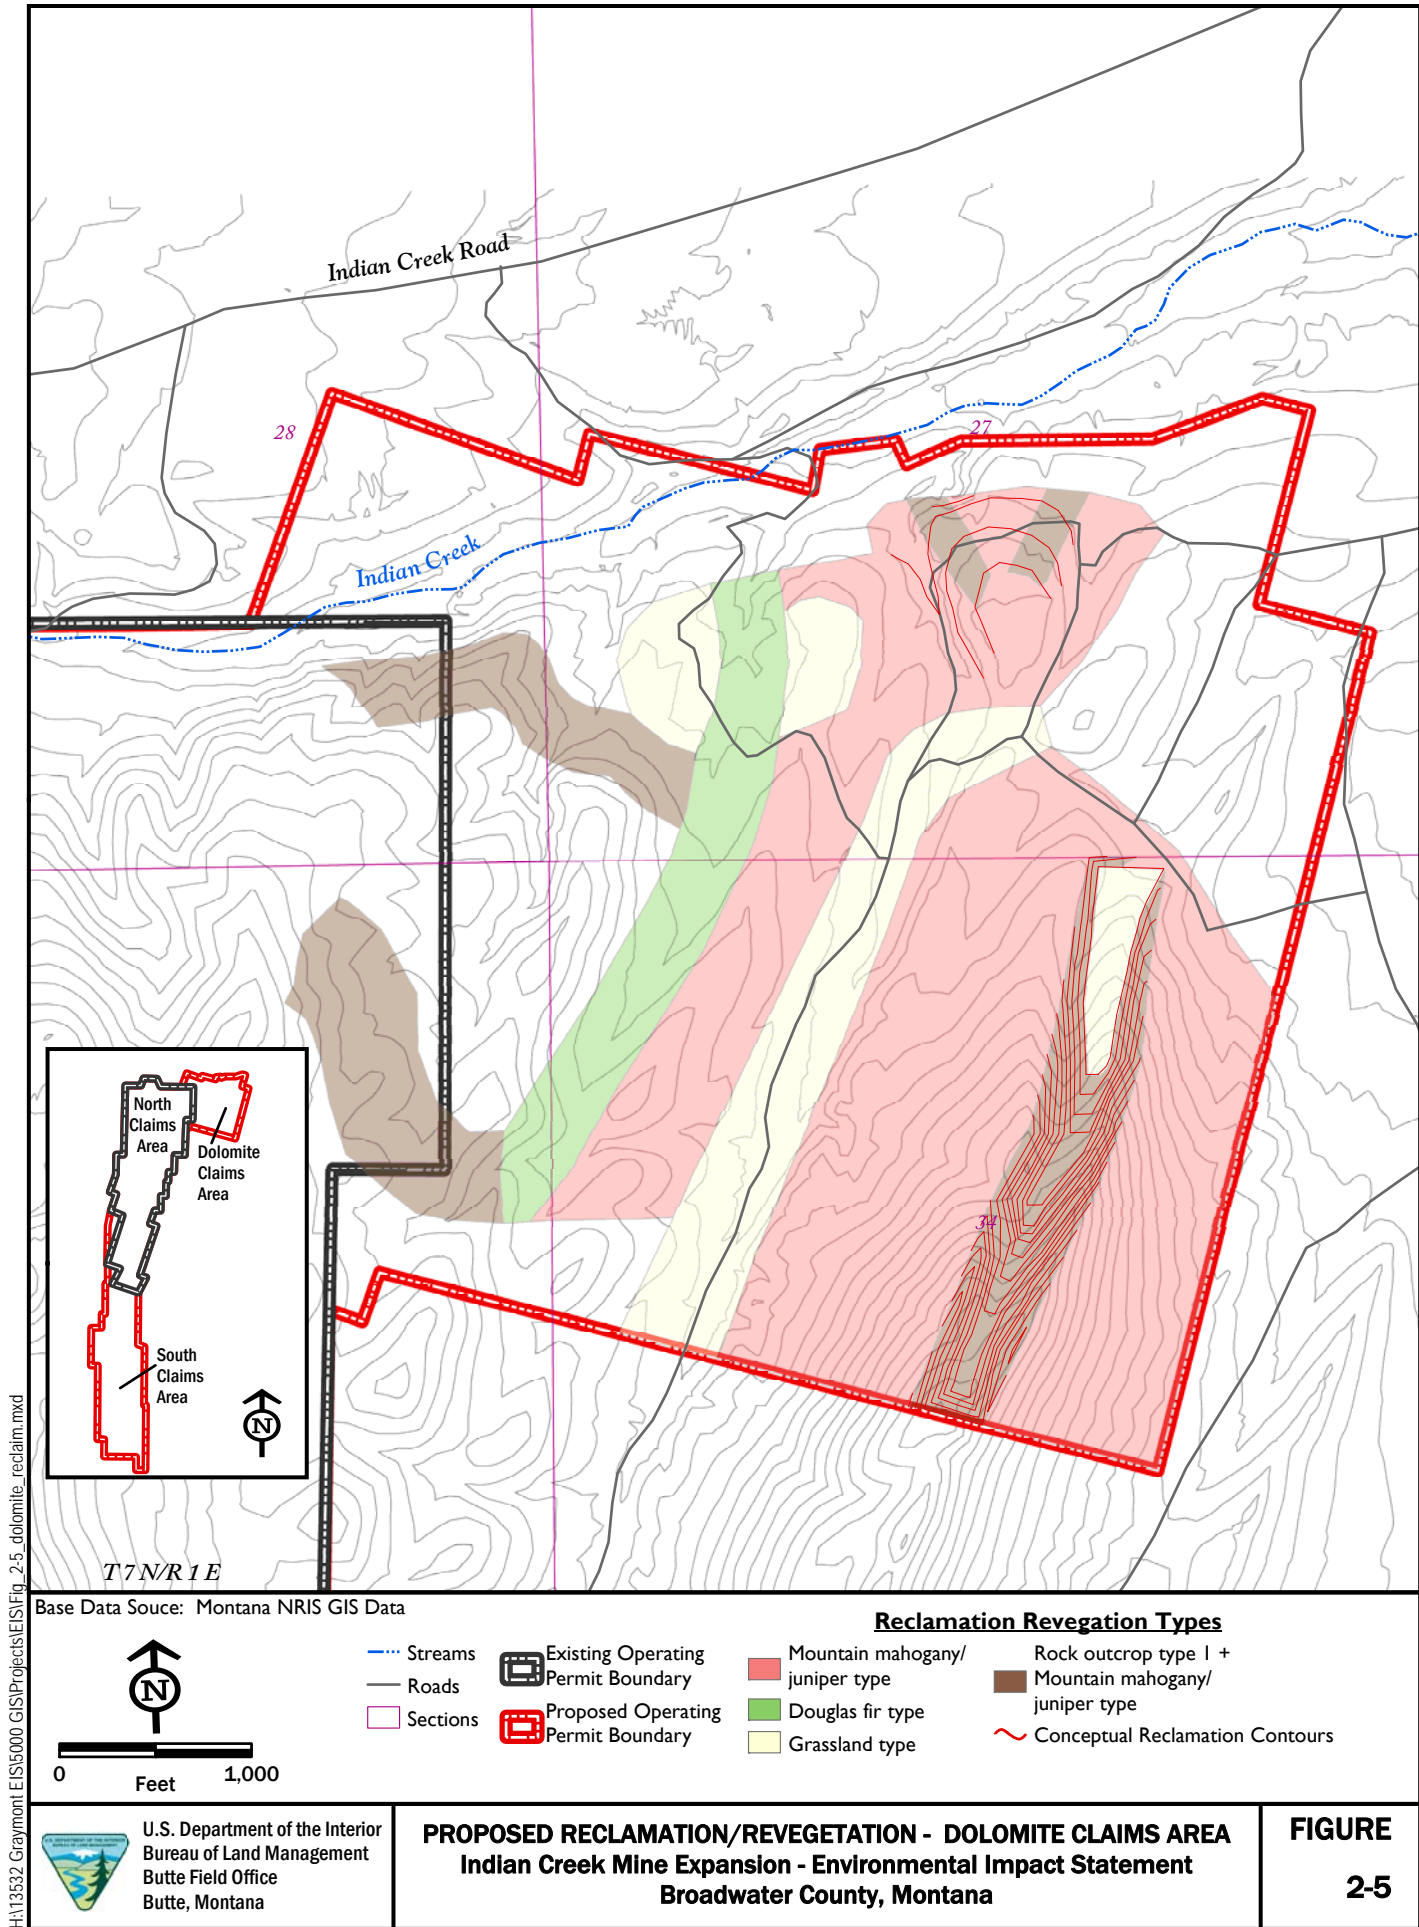 Indian Creek Road
28
27
Indian Creek
North
Claims
Area
Dolomite
Claims
Area
South
Claims
Area
N
34
T 7 N/R 1 E
H:\135532 Graymont EIS\5000 GIS\Projects\EIS\Fig_2-5_dolomite_reclaim.mxd
Base Data Souce: Montana NRIS GIS Data
N
0 1,000
Feet
Streams
Roads
Sections
Existing Operating
Permit Boundary
Proposed Operating
Permit Boundary
Reclamation Revegation Types
Mountain mahogany/
juniper type
Douglas fir type
Grassland type
Rock outcrop type 1 +
Mountain mahogany/
juniper type
Conceptual Reclamation Contours
U.S. Department of the Interior
Bureau of Land Management
Butte Field Office
Butte, Montana
PROPOSED RECLAMATION/REVEGETATION - DOLOMITE CLAIMS AREA
Indian Creek Mine Expansion - Environmental Impact Statement
Broadwater County, Montana
FIGURE
2-5